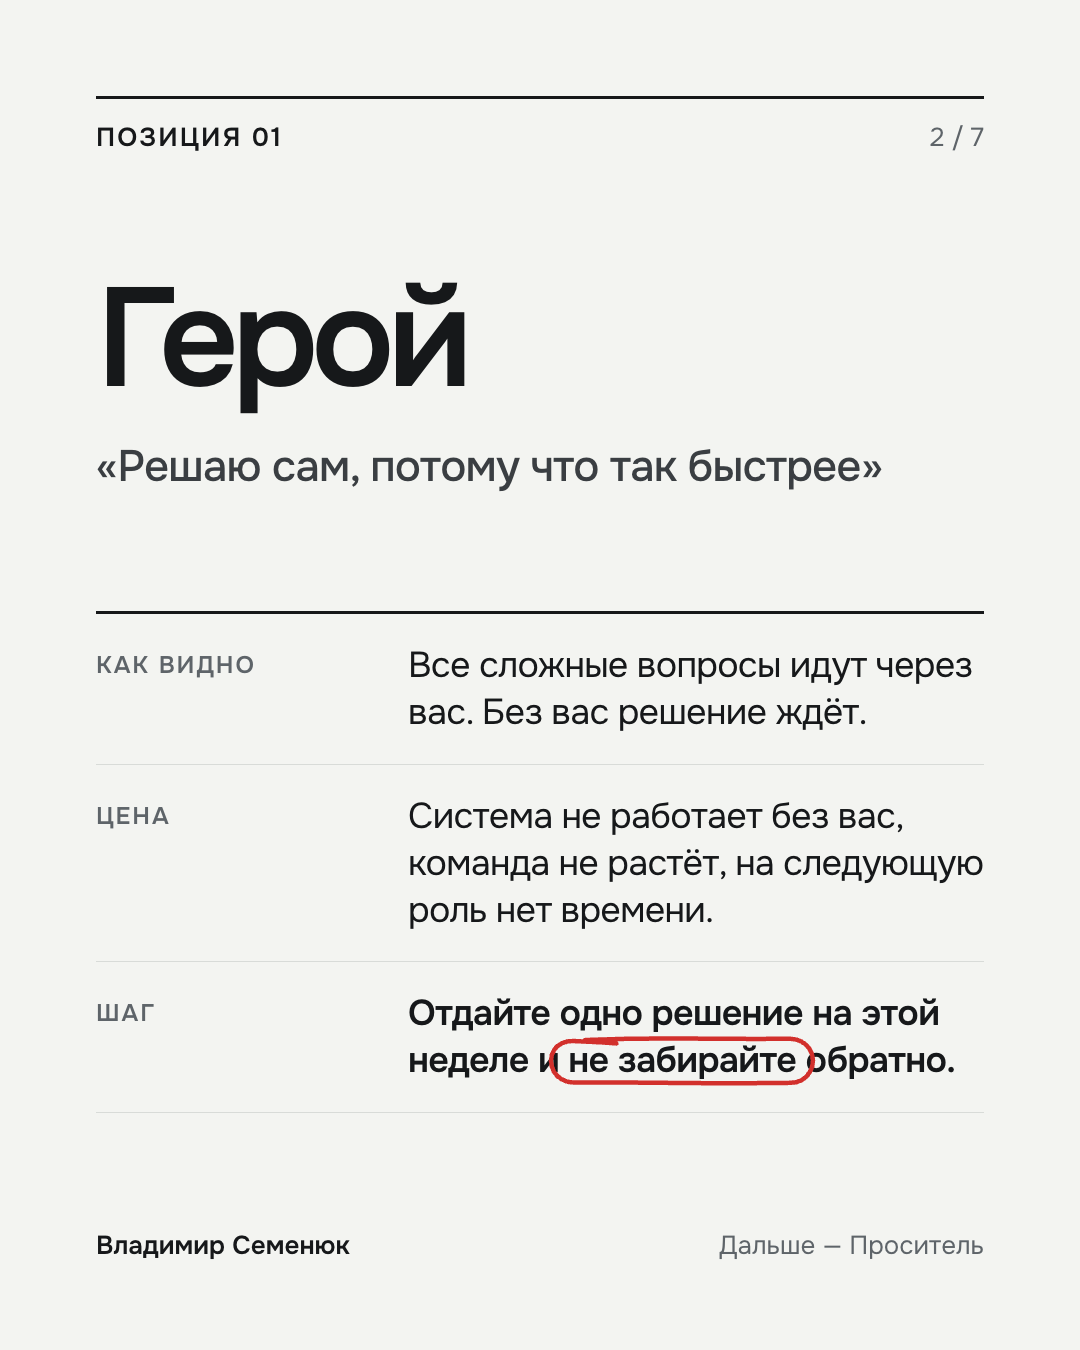 ПОЗИЦИЯ 01
2 / 7
Герой
«Решаю сам, потому что так быстрее»
КАК ВИДНО
Все сложные вопросы идут через
вас. Без вас решение ждёт.
ЦЕНА
Система не работает без вас,
команда не растёт, на следующую
роль нет времени.
ШАГ
Отдайте одно решение на этой
неделе и не забирайте обратно.
Владимир Семенюк
Дальше — Проситель